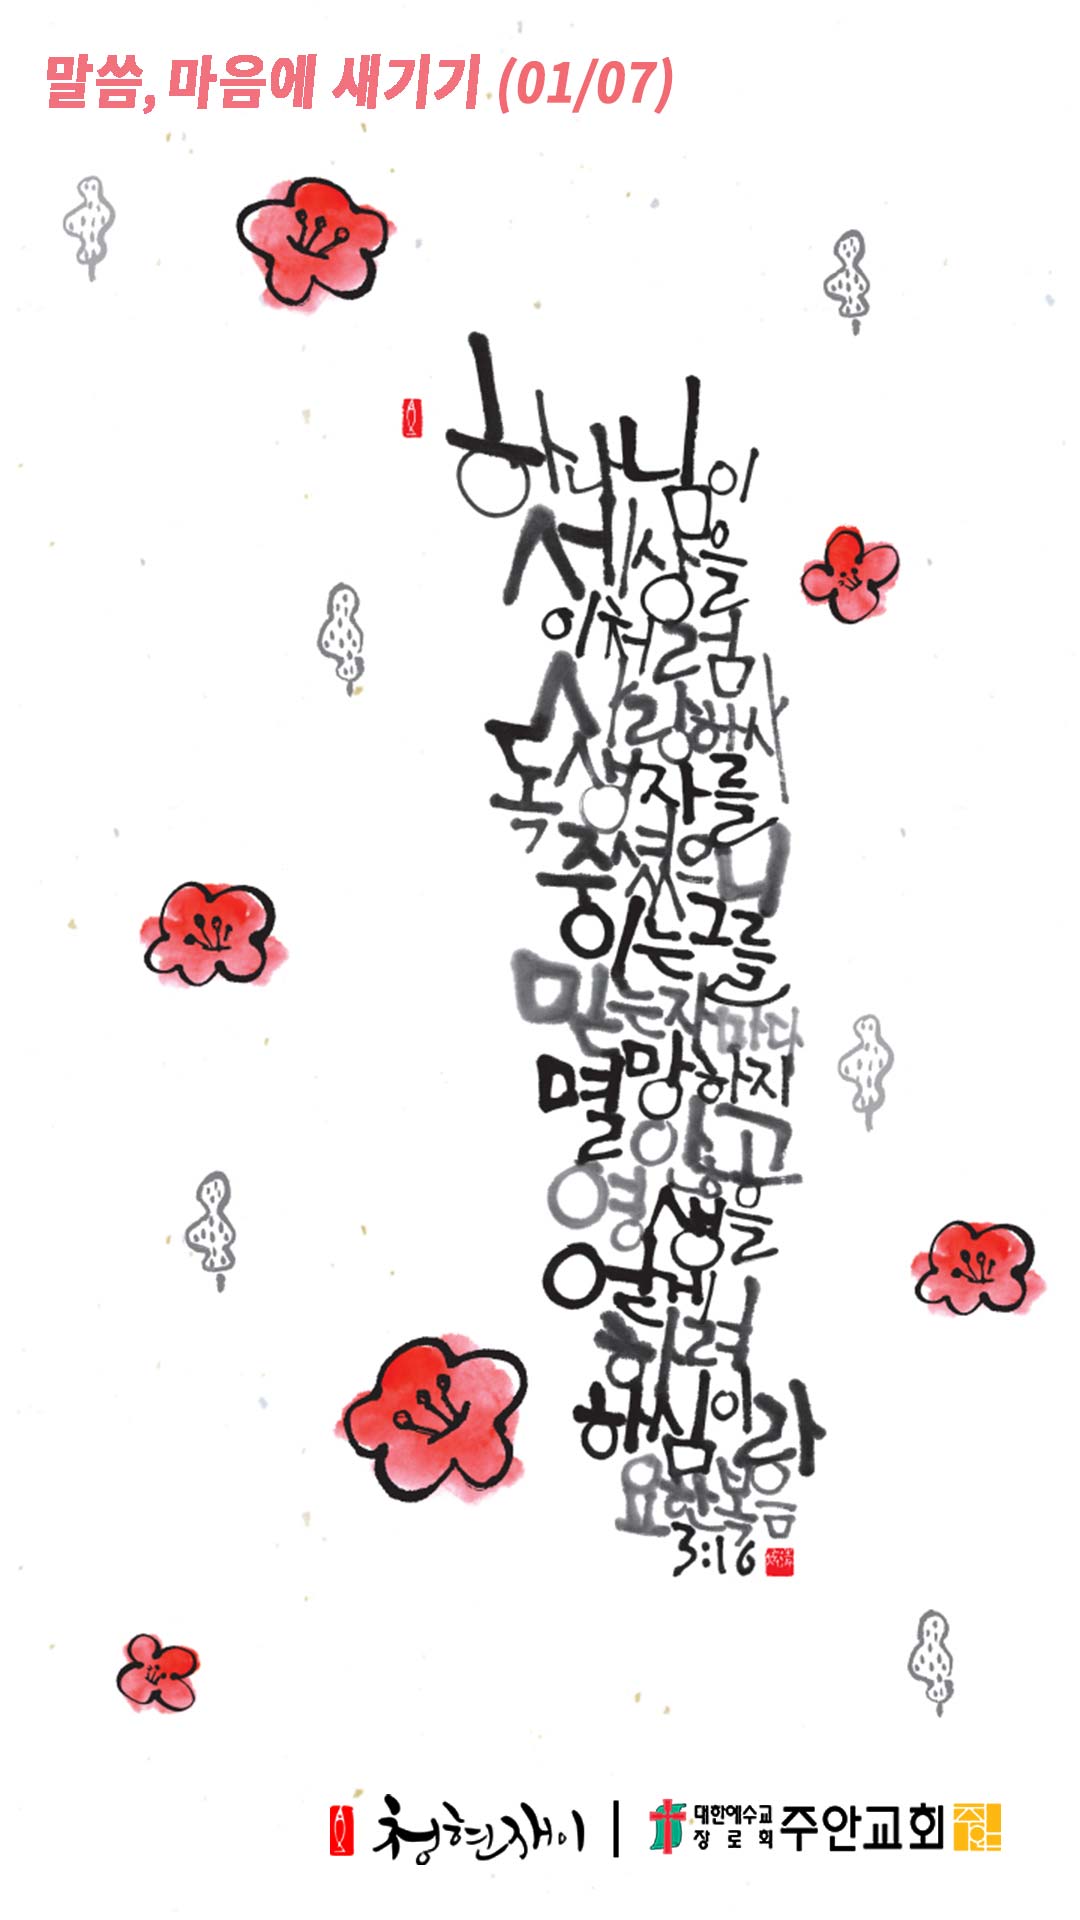 말씀, 마음에 새기기 (01/07)
하나님이
세상을
이처럼
사랑하사
독생자를
주셨으니
이는 그를
믿는자마다
멸망하지
않고
영생을
얻게
하려
하심이라
요한복음
3:16
청현재이
대한예수교
장로회
주안교회
주안